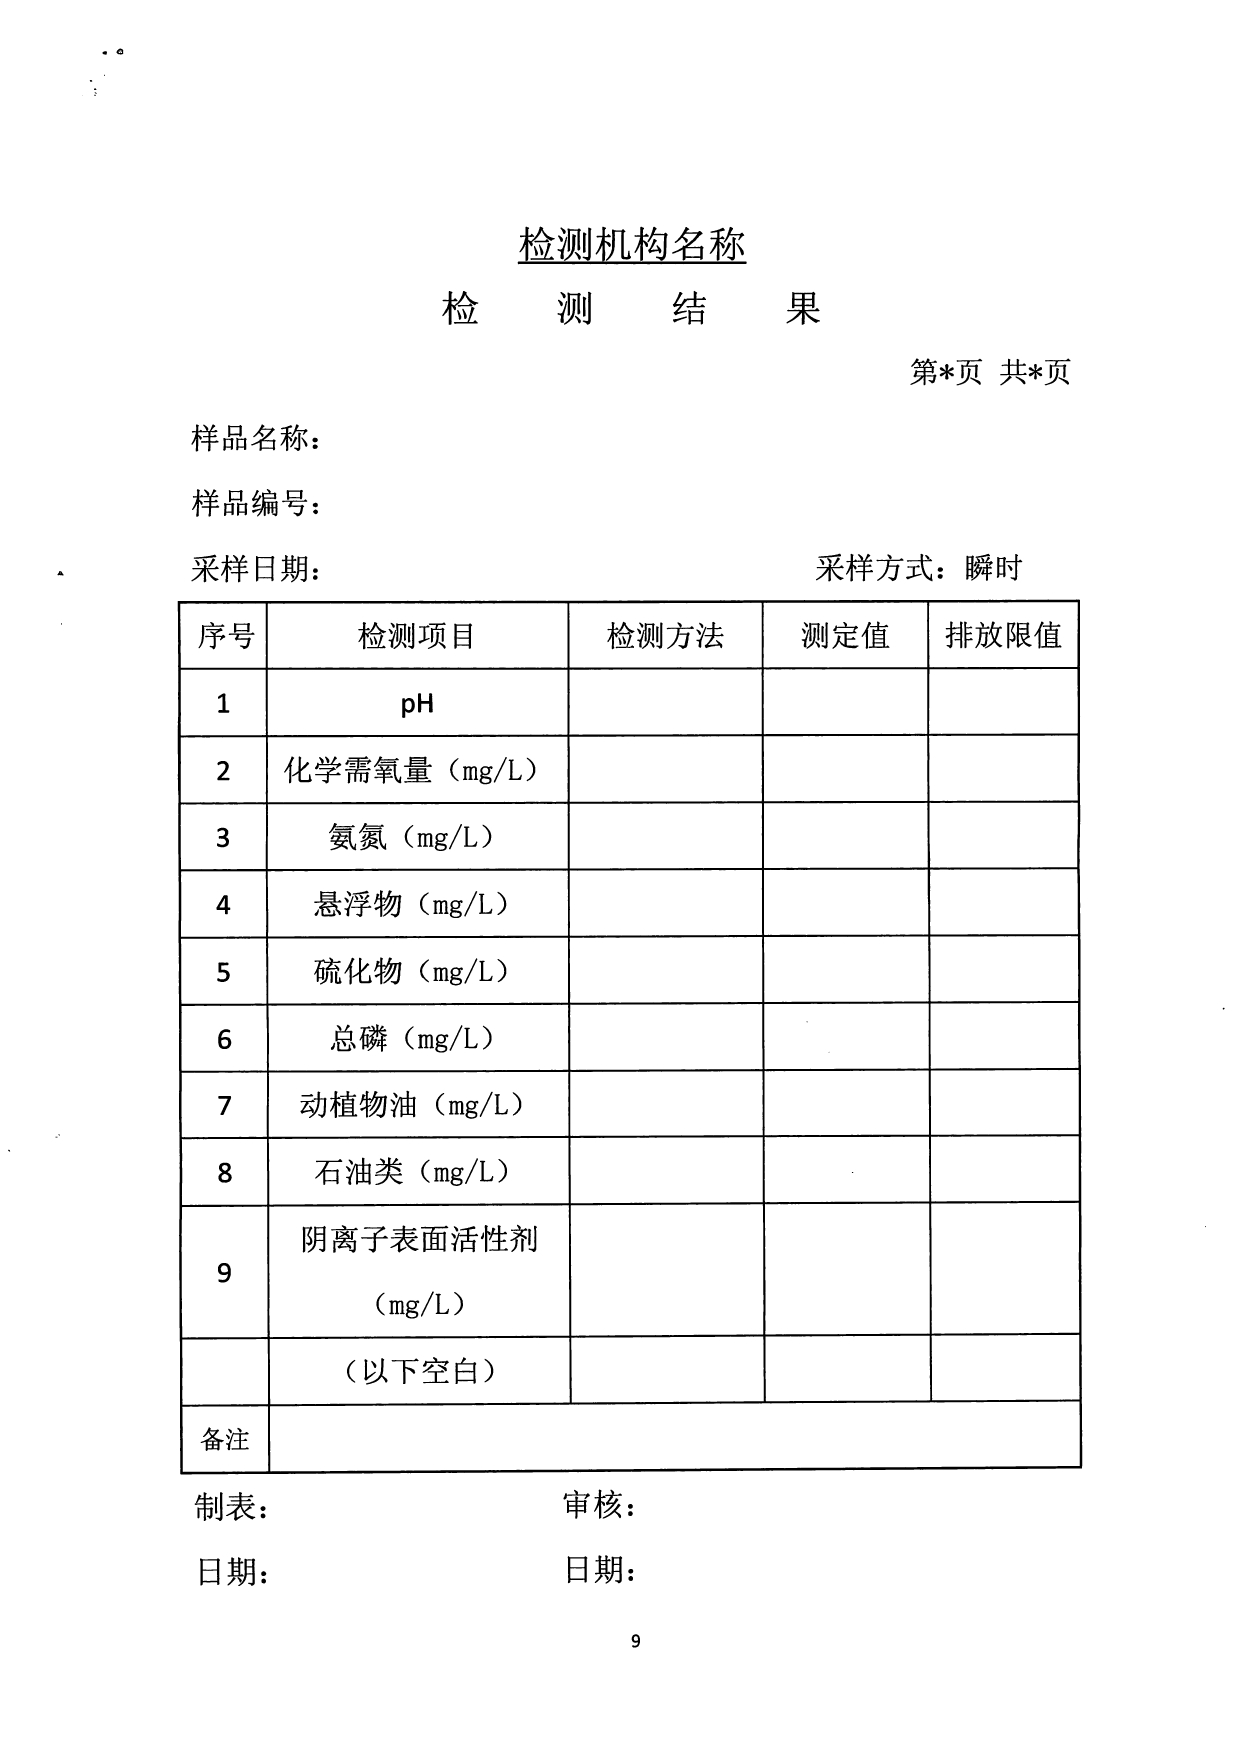 检测机构名称
检 测 结 果
第*页 共*页
样品名称：
样品编号：
采样日期： 采样方式：瞬时
序号 检测项目 检测方法 测定值 排放限值
1 pH
2 化学需氧量（mg/L）
3 氨氮（mg/L）
4 悬浮物（mg/L）
5 硫化物（mg/L）
6 总磷（mg/L）
7 动植物油（mg/L）
8 石油类（mg/L）
9 阴离子表面活性剂
（mg/L）
（以下空白）
备注
制表： 审核：
日期： 日期：
9